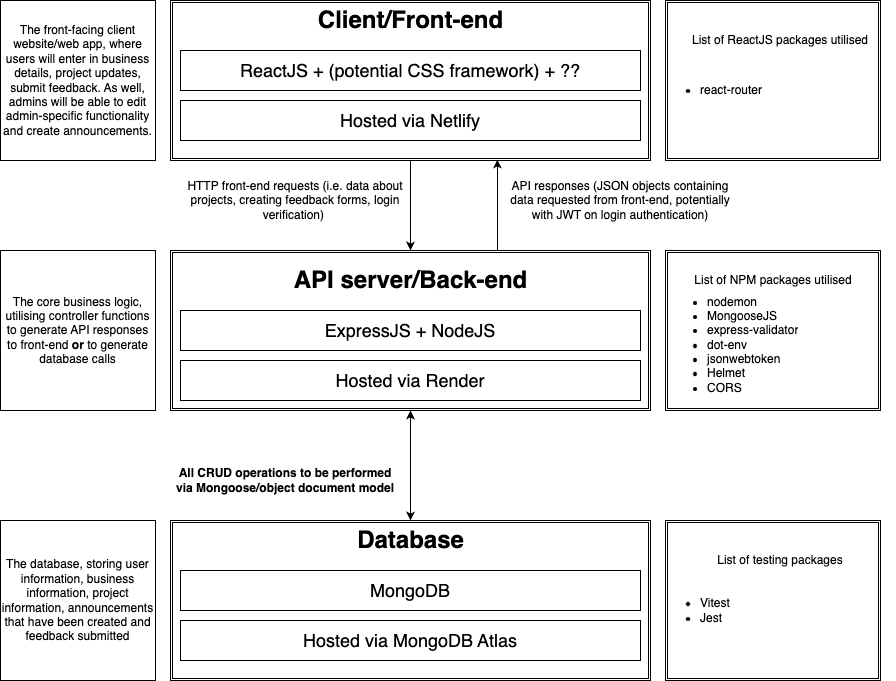 The front-facing client
website/web app, where
users will enter in business
details, project updates,
submit feedback. As well,
admins will be able to edit
admin-specific functionality
and create announcements.
Client/Front-end
ReactJS + (potential CSS framework) + ??
Hosted via Netlify
List of ReactJS packages utilised
• react-router
HTTP front-end requests (i.e. data about
projects, creating feedback forms, login
verification)
API responses (JSON objects containing
data requested from front-end, potentially
with JWT on login authentication)
The core business logic,
utilising controller functions
to generate API responses
to front-end or to generate
database calls
API server/Back-end
ExpressJS + NodeJS
Hosted via Render
List of NPM packages utilised
• nodemon
• MongooseJS
• express-validator
• dot-env
• jsonwebtoken
• Helmet
• CORS
All CRUD operations to be performed
via Mongoose/object document model
The database, storing user
information, business
information, project
information, announcements
that have been created and
feedback submitted
Database
MongoDB
Hosted via MongoDB Atlas
List of testing packages
• Vitest
• Jest